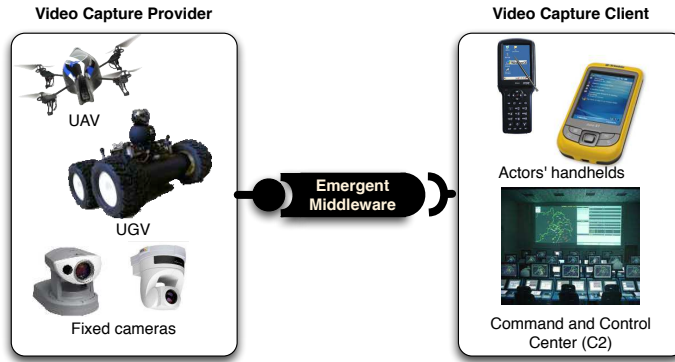 Video Capture Provider
UAV
UGV
Fixed cameras
Emergent
Middleware
Video Capture Client
Actors' handhelds
Command and Control
Center (C2)